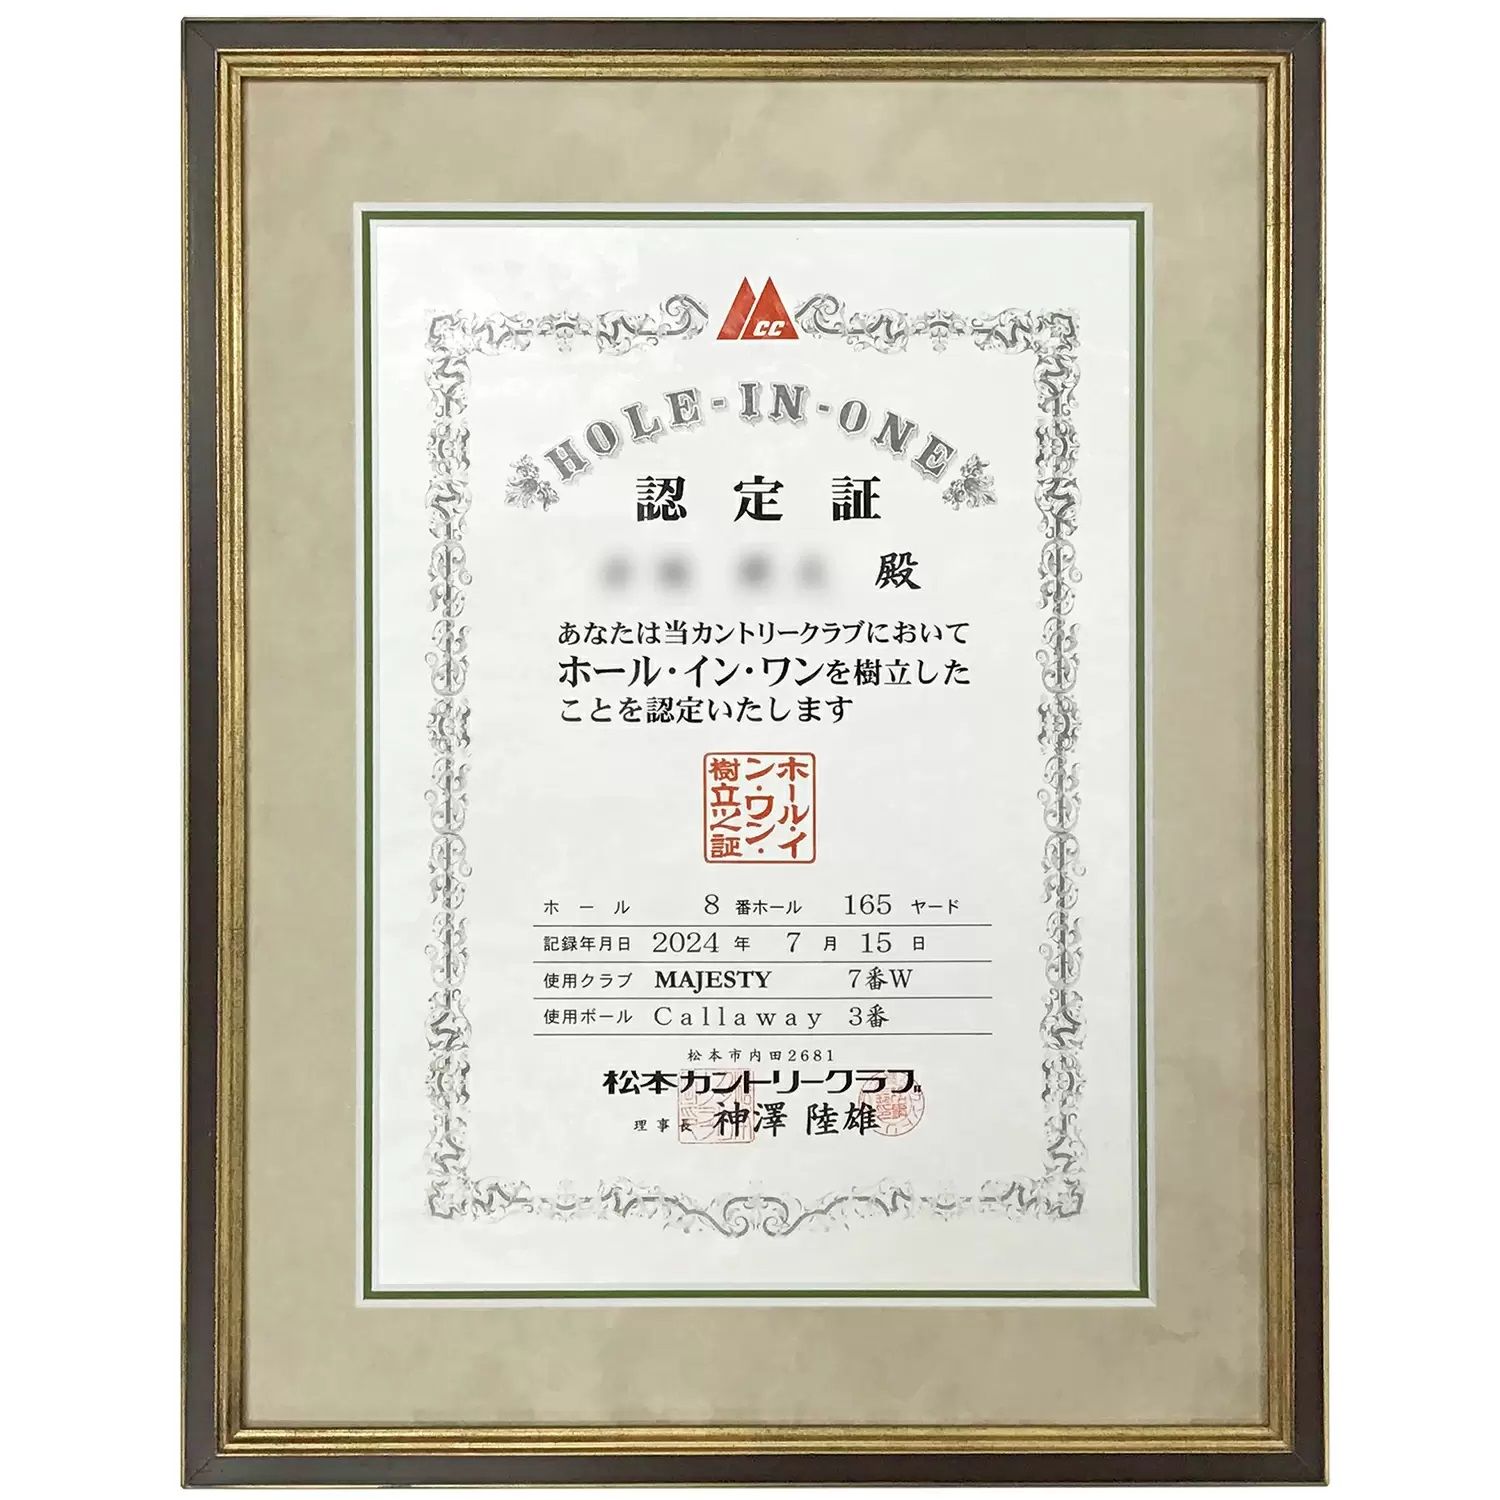 CC
HOLE-IN-ONE
認定証
殿
あなたは当カントリークラブにおいて
ホール・イン・ワンを樹立した
ことを認定いたします
ホール・イ
ン・ワン・
樹立之証
ホール 8 番ホール 165 ヤード
記録年月日 2024 年 7 月 15 日
使用クラブ MAJESTY 7番W
使用ボール Callaway 3番
松本市内田2681
松本カントリークラブ
理事長 神澤 陸雄